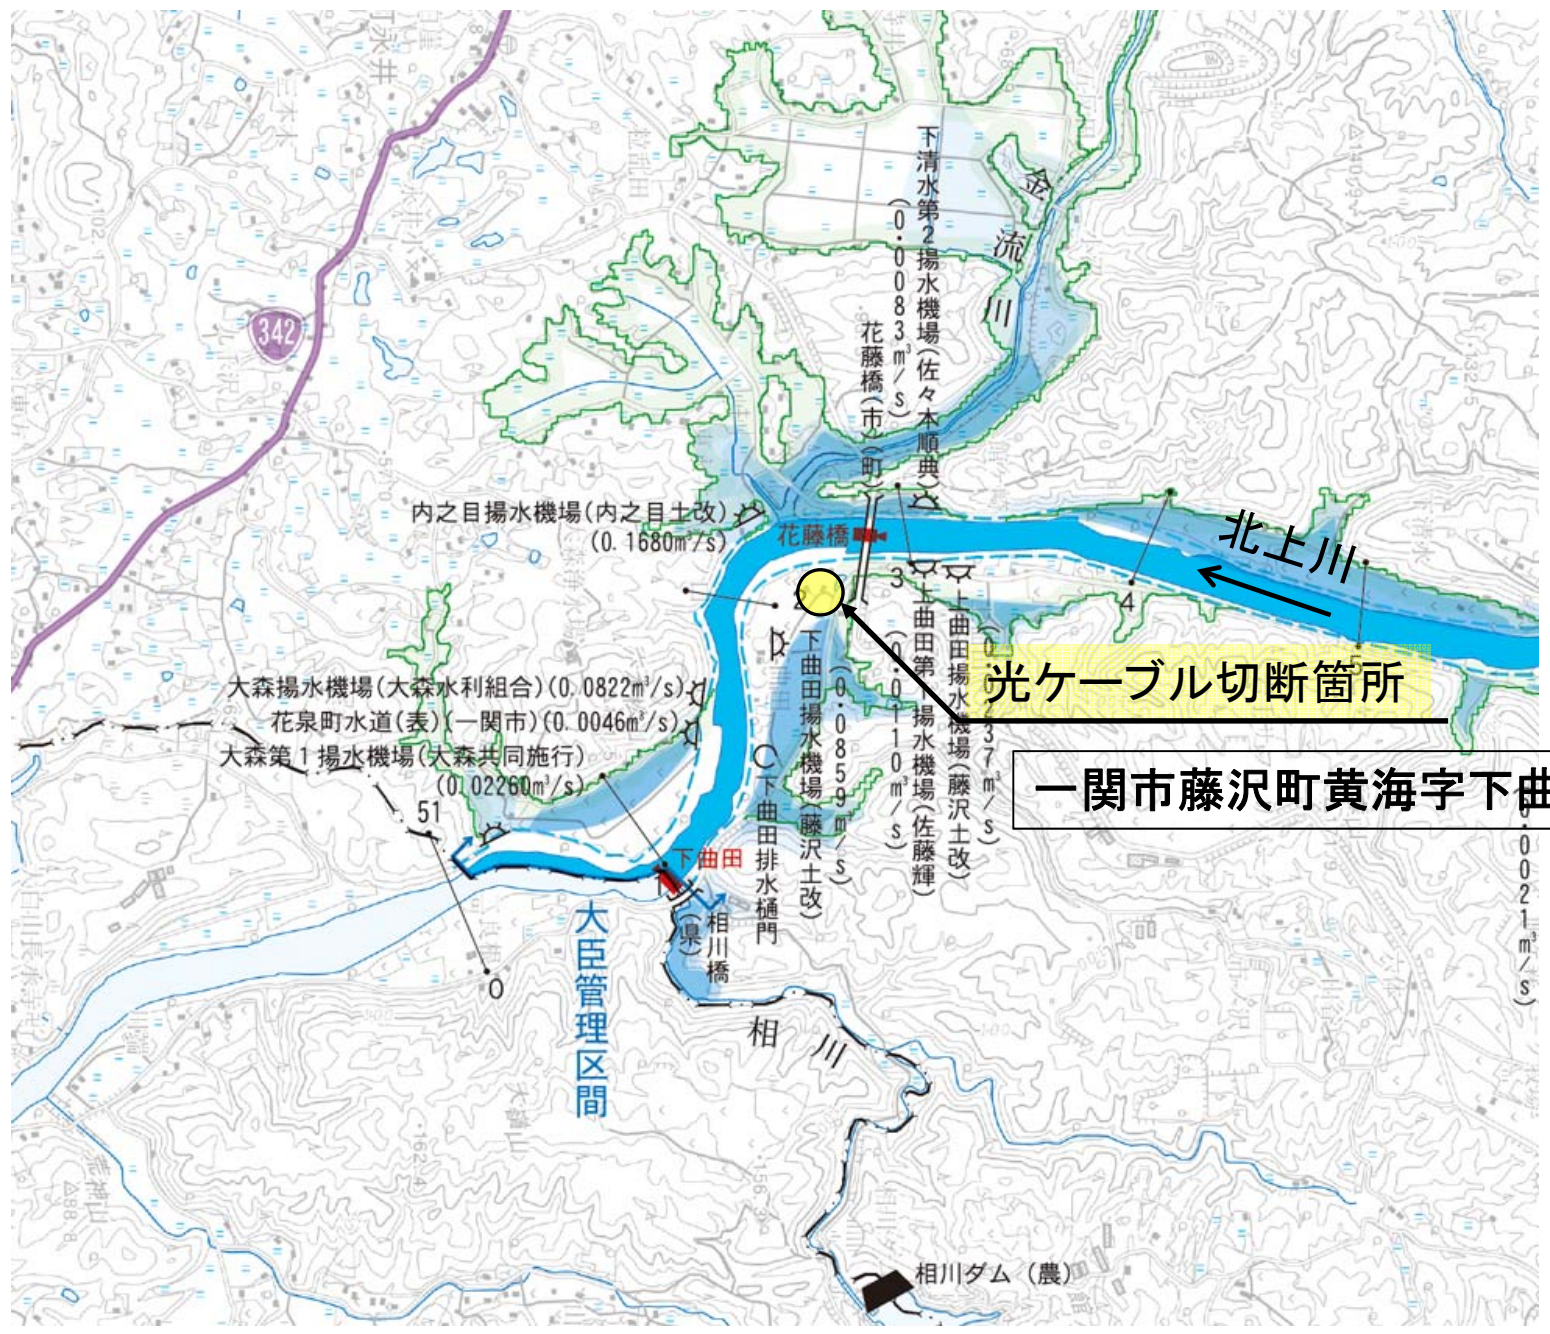 342
金流川
下清水第2揚水機場(佐々木順典)
(0.0083m³/s)
花藤橋(市)(町)
内之目揚水機場(内之目土改)
(0.1680m³/s)
花藤橋
北上川
2
3
4
5
光ケーブル切断箇所
一関市藤沢町黄海字下曲
上曲田揚水機場(藤沢土改)
上曲田第
揚水機場(佐藤輝)
(0.0110m³/s)
下曲田揚水機場(藤沢土改)
(0.0859m³/s)
下曲田排水樋門
大森揚水機場(大森水利組合)(0.0822m³/s)
花泉町水道(表)(一関市)(0.0046m³/s)
大森第1揚水機場(大森共同施行)
(0.02260m³/s)
51
下曲田
0.0021m³/s)
相川橋
(県)
大臣管理区間
0
相川
相川ダム(農)